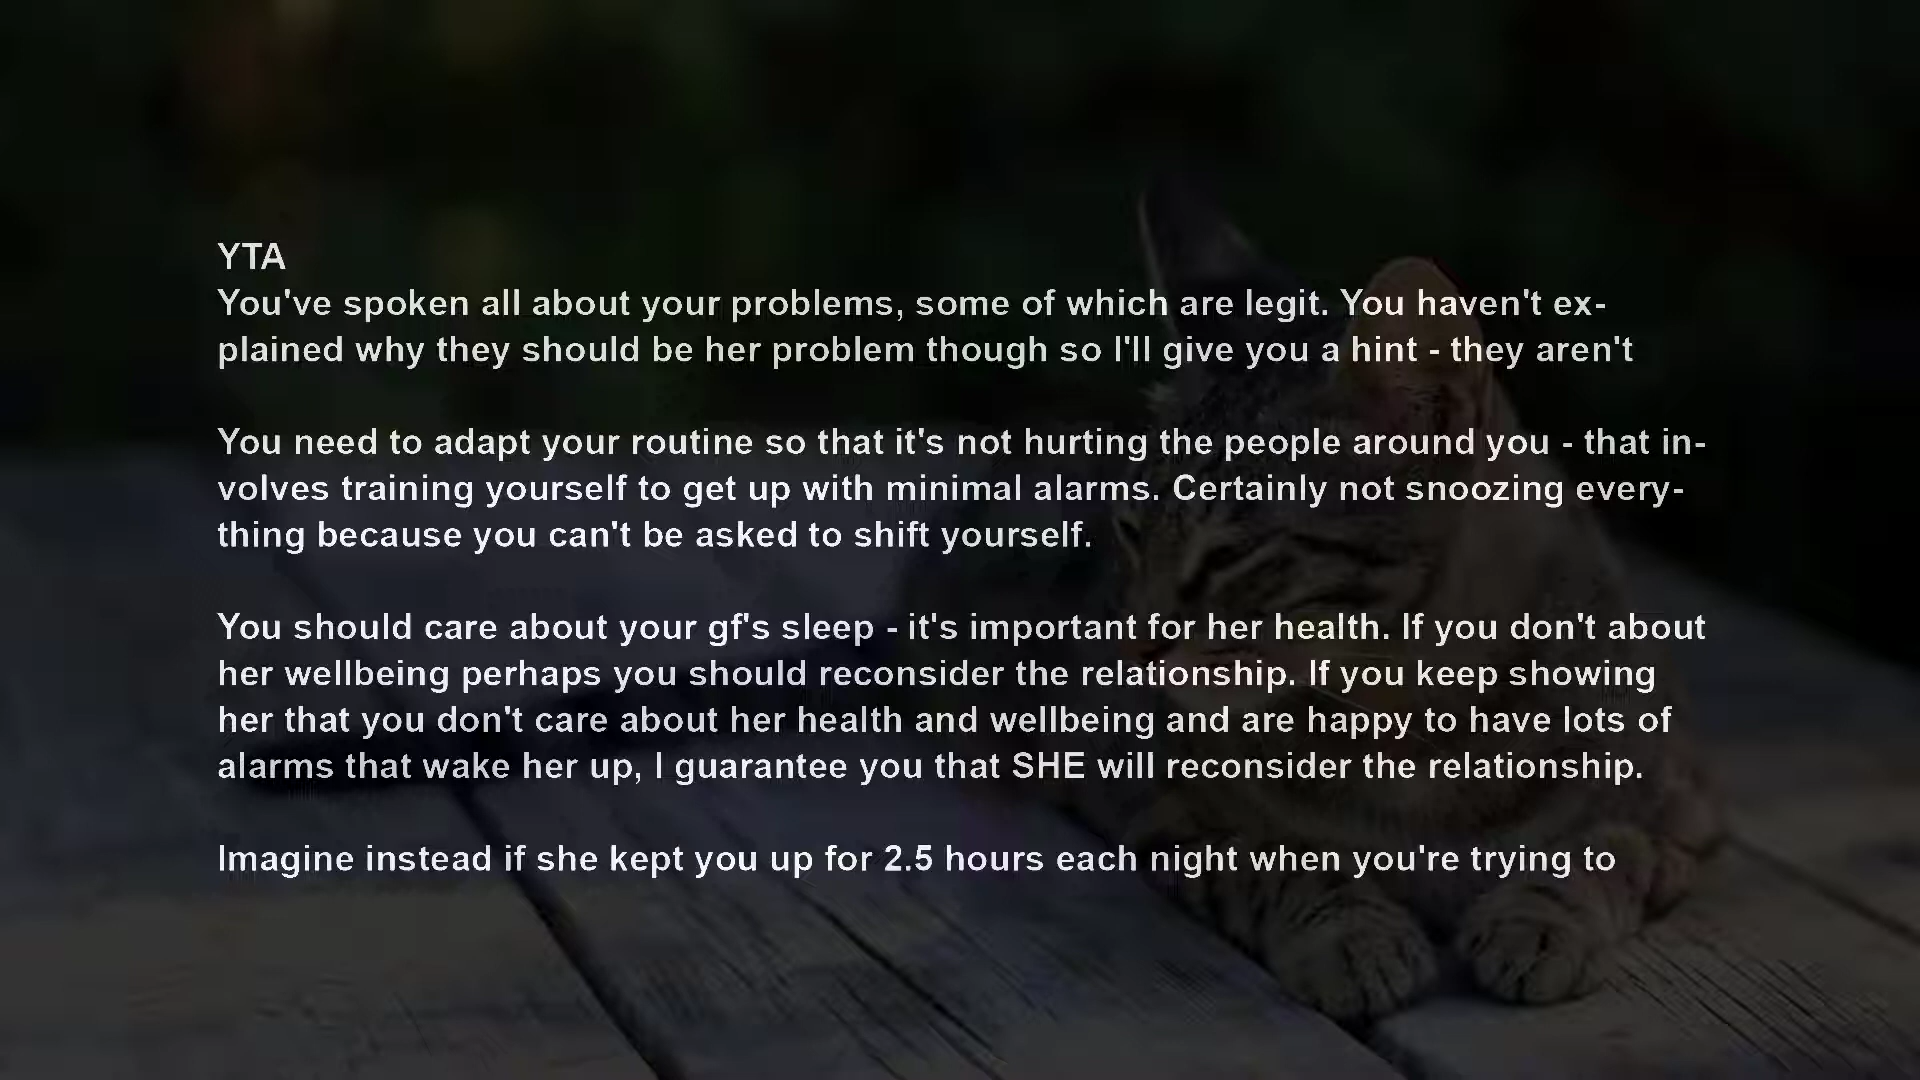 YTA
You've spoken all about your problems, some of which are legit. You haven't ex-
plained why they should be her problem though so I'll give you a hint - they aren't
You need to adapt your routine so that it's not hurting the people around you - that in-
volves training yourself to get up with minimal alarms. Certainly not snoozing every-
thing because you can't be asked to shift yourself.
You should care about your gf's sleep - it's important for her health. If you don't about
her wellbeing perhaps you should reconsider the relationship. If you keep showing
her that you don't care about her health and wellbeing and are happy to have lots of
alarms that wake her up, I guarantee you that SHE will reconsider the relationship.
Imagine instead if she kept you up for 2.5 hours each night when you're trying to